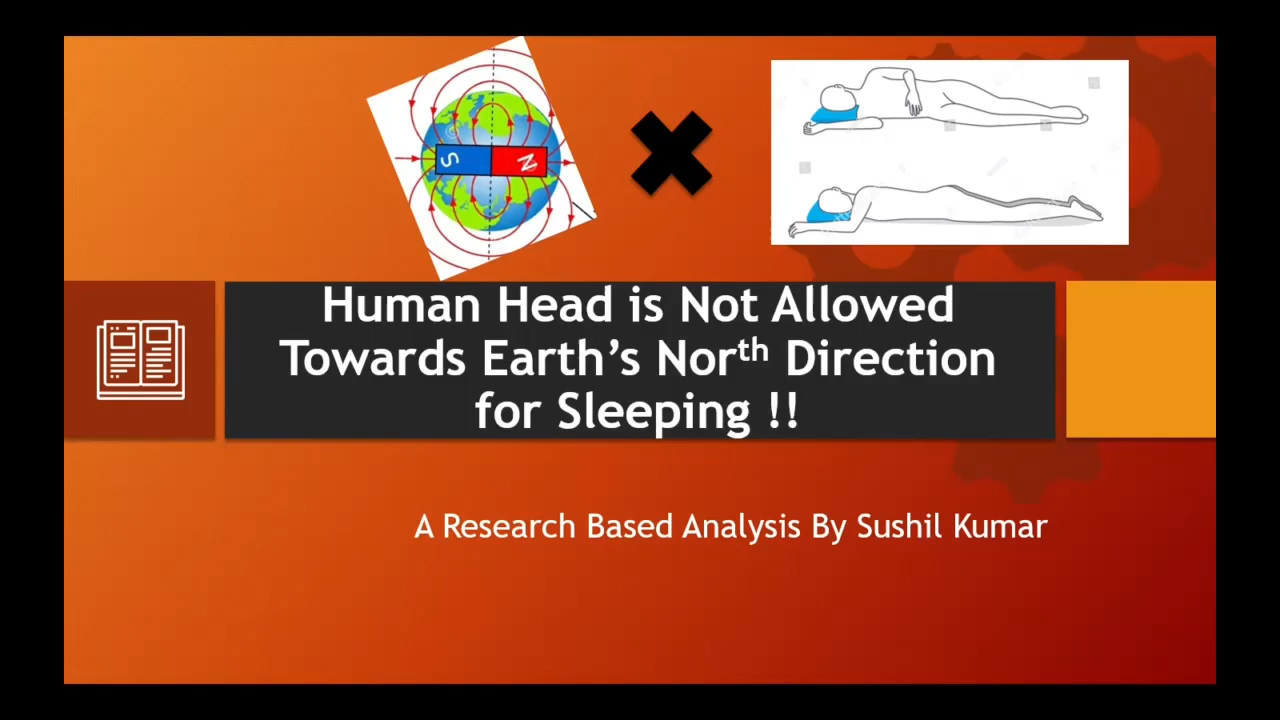 S N
Human Head is Not Allowed
Towards Earth's North Direction
for Sleeping !!
A Research Based Analysis By Sushil Kumar